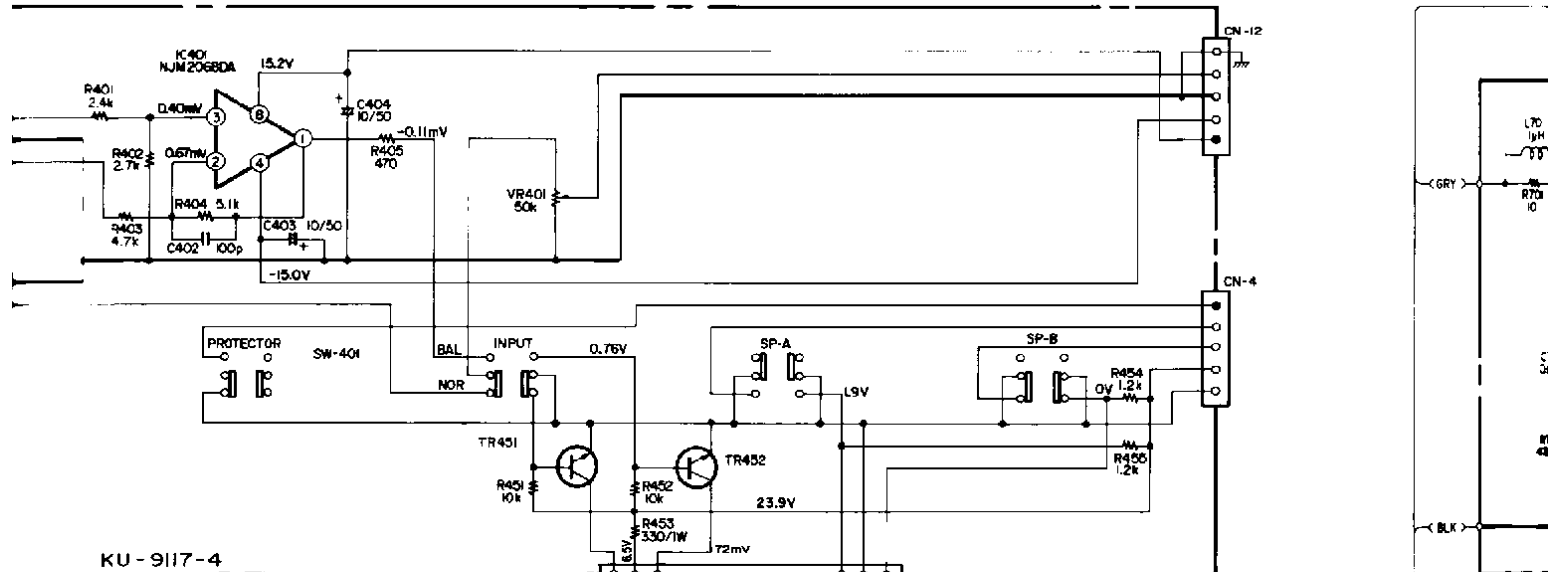 CN-12
IC401
NJM2068DA
15.2V
R401
2.4k
0.40mV
3
8
+
C404
10/50
1
-0.11mV
R402
2.7k
0.67mV
2
4
R405
470
L70
1μH
VR401
50k
GRY
R701
10
R404 5.1k
R403
4.7k
C402 100p
C403 10/50
+
-15.0V
CN-4
PROTECTOR
SW-401
BAL
INPUT
0.76V
SP-A
SP-B
NOR
1.9V
0V
R454
1.2k
TR451
TR452
R455
1.2k
R451
10k
R452
10k
23.9V
R453
330/1W
6.5V
72mV
BLK
KU-9117-4